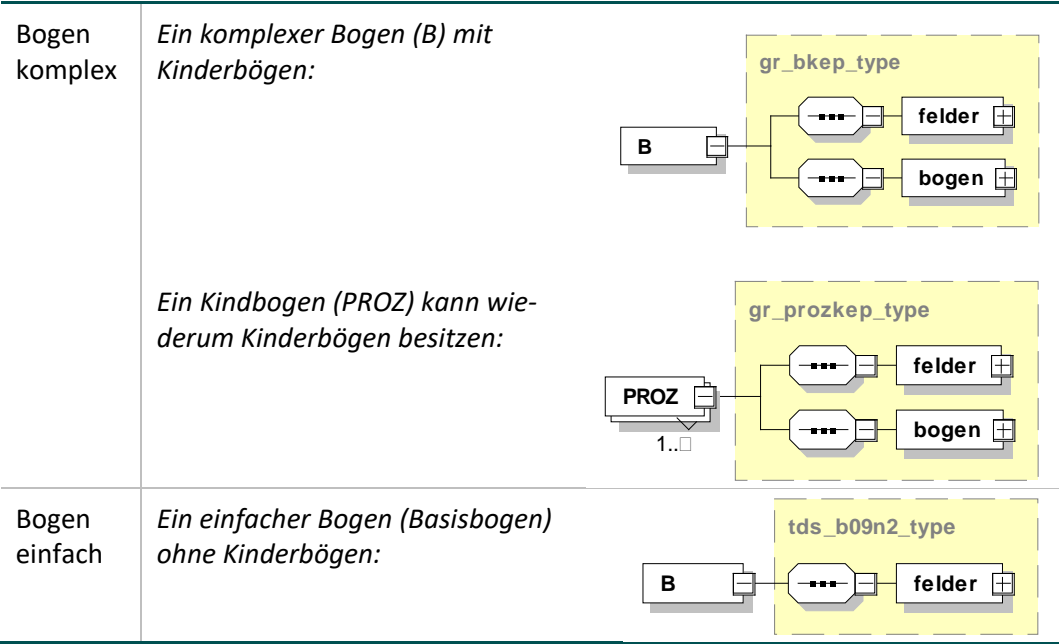 Bogen komplex
Ein komplexer Bogen (B) mit
Kinderbögen:
gr_bkep_type
felder
B
bogen
Ein Kindbogen (PROZ) kann wie-
derum Kinderbögen besitzen:
gr_prozkep_type
felder
PROZ
bogen
1..□
Bogen einfach
Ein einfacher Bogen (Basisbogen)
ohne Kinderbögen:
tds_b09n2_type
B
felder